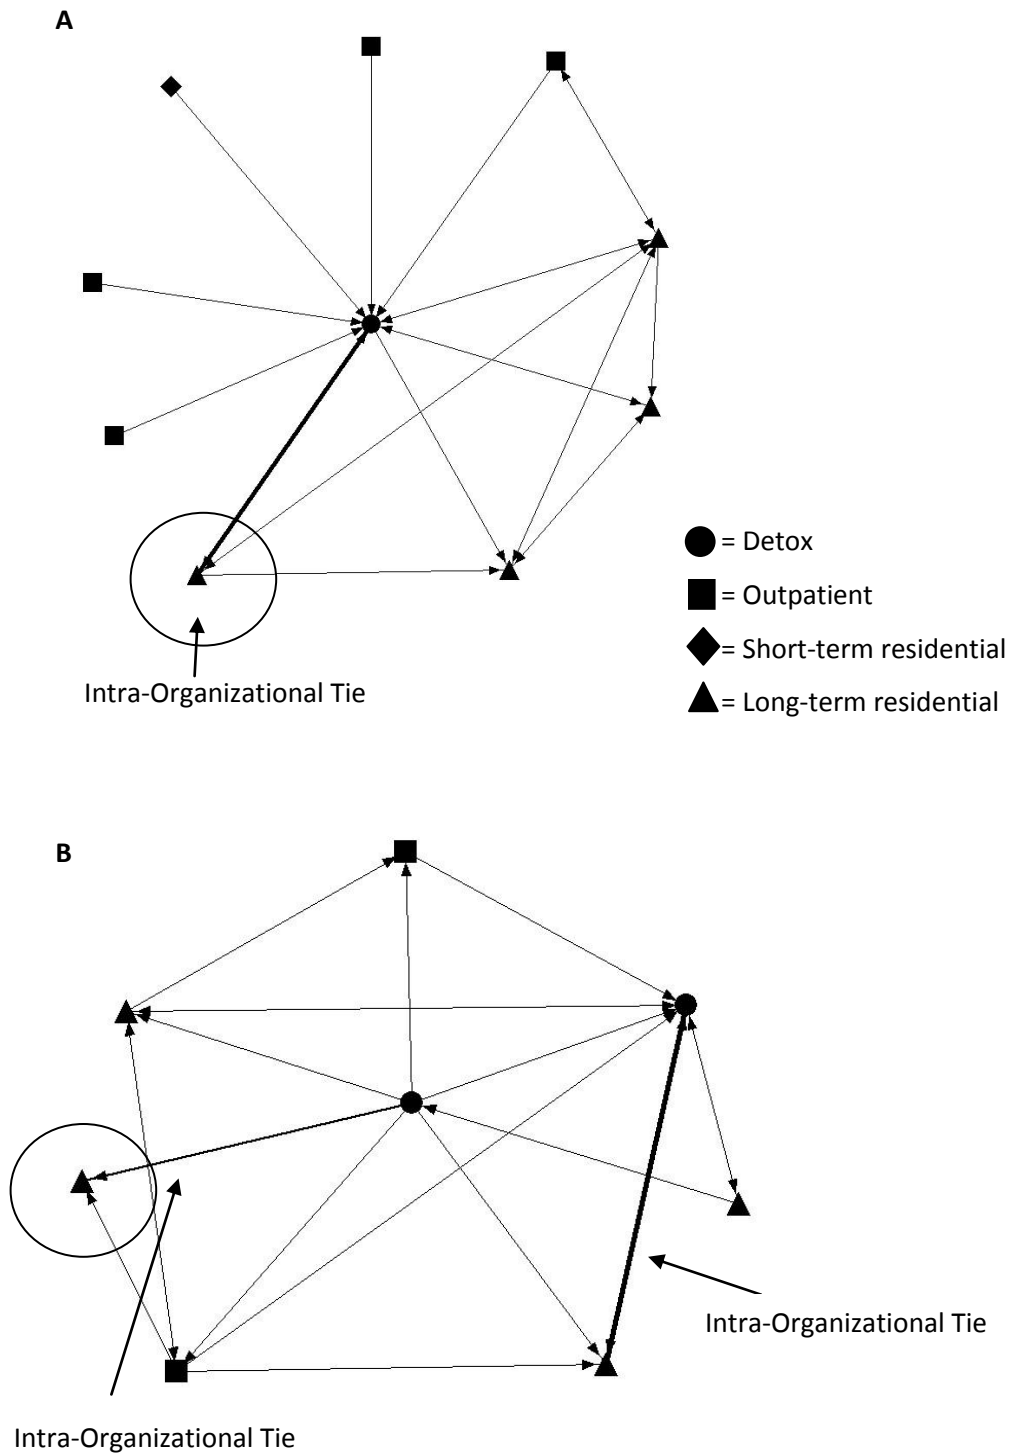 A
= Detox
= Outpatient
= Short-term residential
= Long-term residential
Intra-Organizational Tie
B
Intra-Organizational Tie
Intra-Organizational Tie